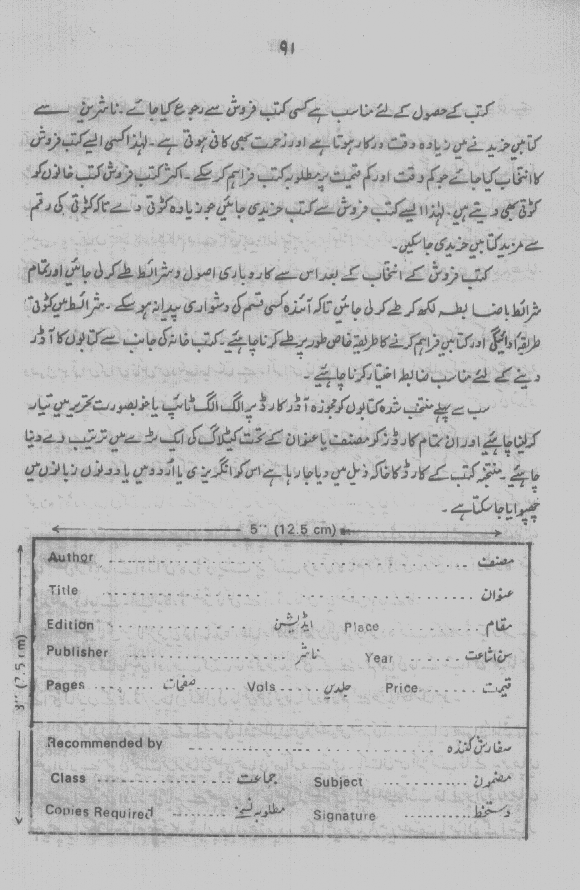 ۹۱
کتب کے حصول کے لئے مناسب ہے کسی کتب فروش سے رجوع کیا جائے ۔ ناشرین سے
کتابیں خریدنے میں زیادہ وقت درکار ہوتا ہے اور زحمت بھی کافی ہوتی ہے ۔ لہٰذا کسی ایسے کتب فروش
کا انتخاب کیا جائے جو کم وقت اور کم قیمت پر مطلوبہ کتب فراہم کر سکے ۔ اکثر کتب فروش کتب خانوں کو
کٹوتی بھی دیتے ہیں ۔ لہٰذا ایسے کتب فروش سے کتب خریدی جائیں جو زیادہ کٹوتی دے تاکہ کٹوتی کی رقم
سے مزید کتابیں خریدی جا سکیں ۔
کتب فروش کے انتخاب کے بعد اس سے کاروباری اصول و شرائط طے کر لی جائیں اور تمام
شرائط باضابطہ لکھ کر طے کر لی جائیں تاکہ آئندہ کسی قسم کی دشواری پیدا نہ ہو سکے ۔ شرائط میں کٹوتی
طریقہ ادائیگی اور کتابیں فراہم کرنے کا طریقہ خاص طور پر طے کرنا چاہئیے ۔ کتب خانہ کی جانب سے کتابوں کا آڈر
دینے کے لئے مناسب ضابطہ اختیار کرنا چاہئیے ۔
سب سے پہلے منتخب شدہ کتابوں کو مجوزہ آڈر کارڈ پر الگ الگ ٹائپ یا خوبصورت تحریر میں تیار
کر لینا چاہئیے اور ان تمام کارڈز کو مصنف یا عنوان کے تحت کیٹلاگ کی ایک ٹرے میں ترتیب دے دینا
چاہئیے ۔ منتخبہ کتب کے کارڈ کا خاکہ ذیل میں دیا جا رہا ہے اس کو انگریزی یا اردو میں یا دونوں زبانوں میں
چھپوایا جا سکتا ہے ۔
5'' (12.5 cm)
3'' (7.5 cm)
Author ........ مصنف
Title ........ عنوان
Edition ........ ایڈیشن Place ........ مقام
Publisher ........ ناشر Year ........ سن اشاعت
Pages ........ صفحات Vols .... جلدیں Price ........ قیمت
Recommended by ........ سفارش کنندہ
Class ........ جماعت Subject ........ مضمون
Copies Required ........ مطلوبہ نسخے Signature ........ دستخط